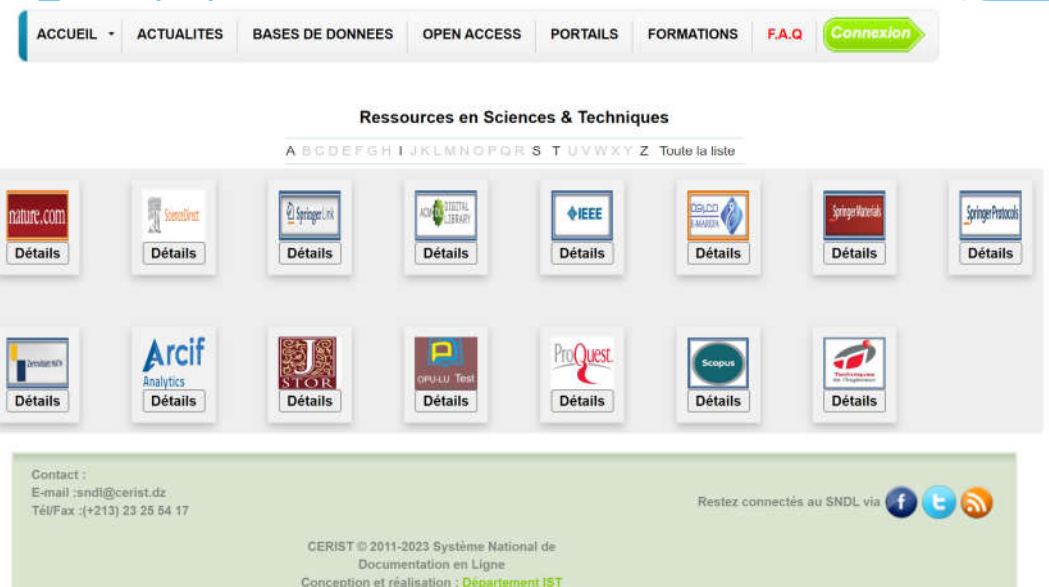 ACCUEIL ACTUALITES BASES DE DONNEES OPEN ACCESS PORTAILS FORMATIONS F.A.Q Connexion
Ressources en Sciences & Techniques
A B C D E F G H I J K L M N O P Q R S T U V W X Y Z Toute la liste
nature.com ScienceDirect SpringerLink ACM DIGITAL LIBRARY IEEE E-MAREFA SpringerMaterials SpringerProtocols
Détails Détails Détails Détails Détails Détails Détails Détails
Zentralblatt MATH Arcif Analytics JSTOR OPU-LU Test ProQuest Scopus Techniques de l'Ingénieur
Détails Détails Détails Détails Détails Détails Détails
Contact :
E-mail :sndl@cerist.dz
Tél/Fax :(+213) 23 25 54 17
Restez connectés au SNDL via
CERIST © 2011-2023 Système National de
Documentation en Ligne
Conception et réalisation : Département IST